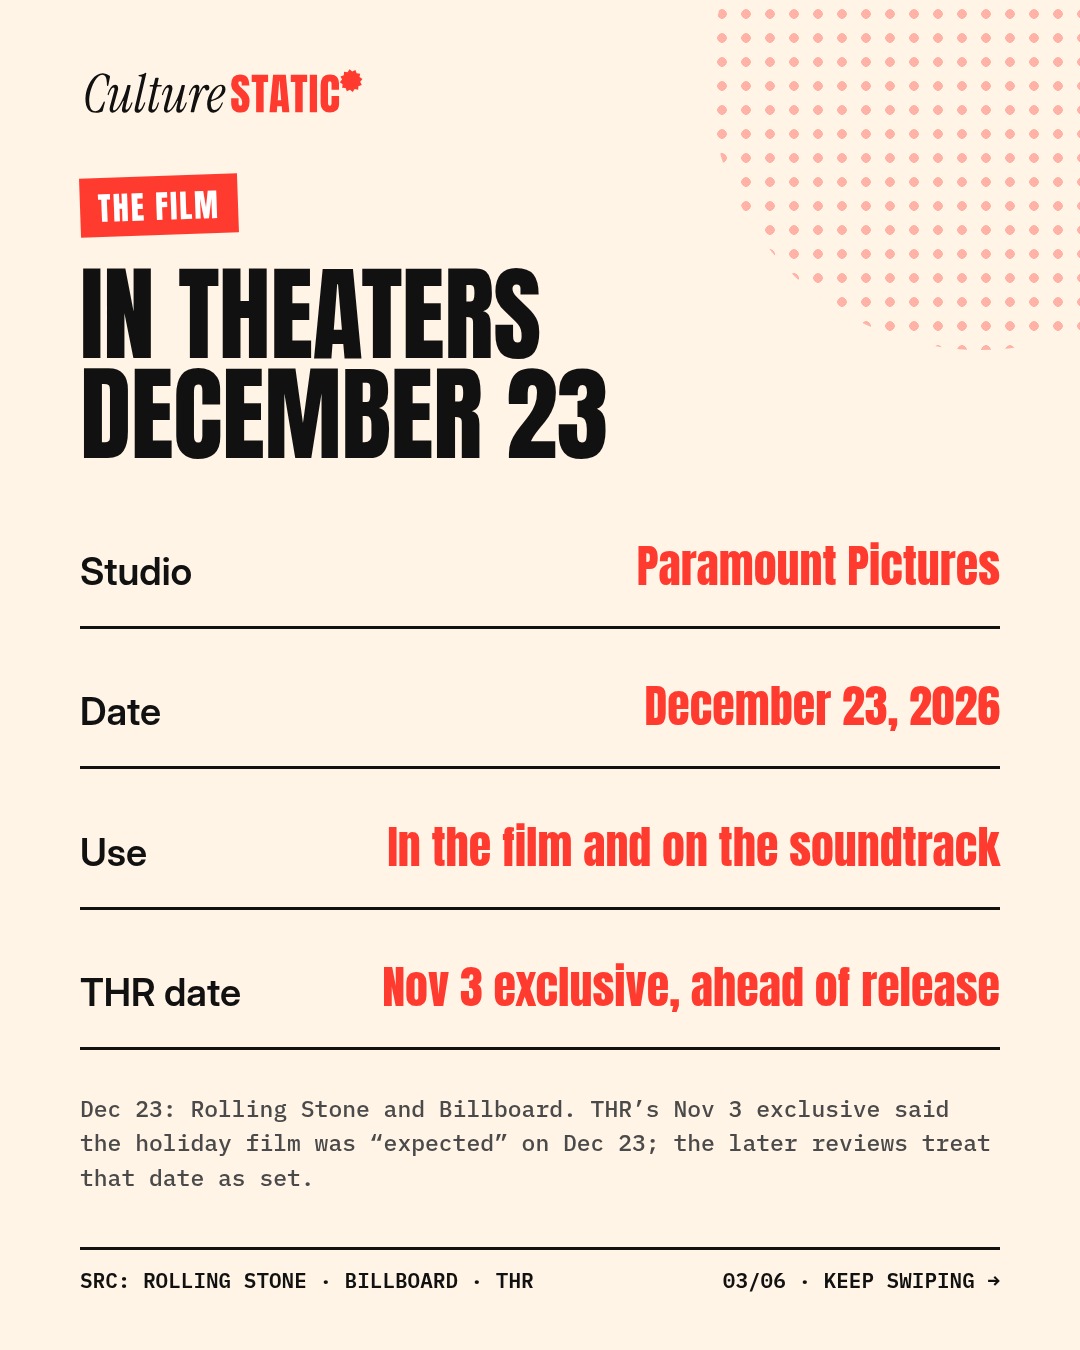 Culture STATIC
THE FILM
IN THEATERS
DECEMBER 23
Studio Paramount Pictures
Date December 23, 2026
Use In the film and on the soundtrack
THR date Nov 3 exclusive, ahead of release
Dec 23: Rolling Stone and Billboard. THR’s Nov 3 exclusive said
the holiday film was “expected” on Dec 23; the later reviews treat
that date as set.
SRC: ROLLING STONE · BILLBOARD · THR 03/06 · KEEP SWIPING →